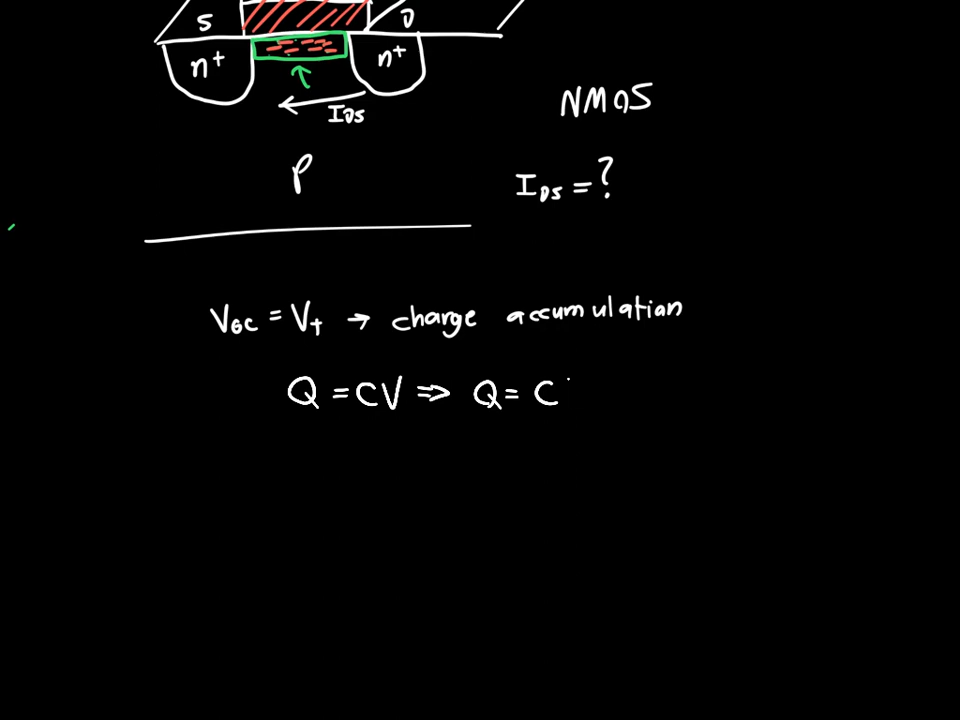 S D
n+ n+
IDS
NMOS
P
IDS = ?
VGC = Vt → charge accumulation
Q = CV ⇒ Q = C